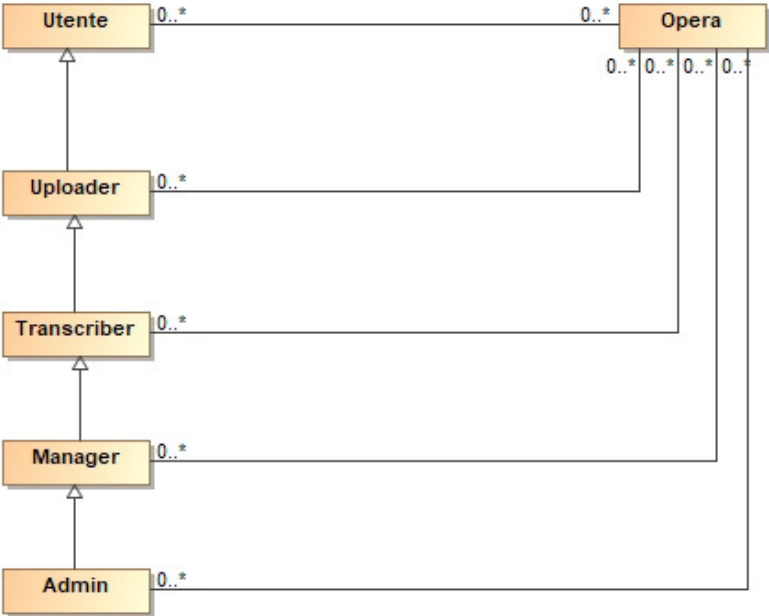 Utente 0..* 0..* Opera
0..* 0..* 0..* 0..*
Uploader 0..*
Transcriber 0..*
Manager 0..*
Admin 0..*